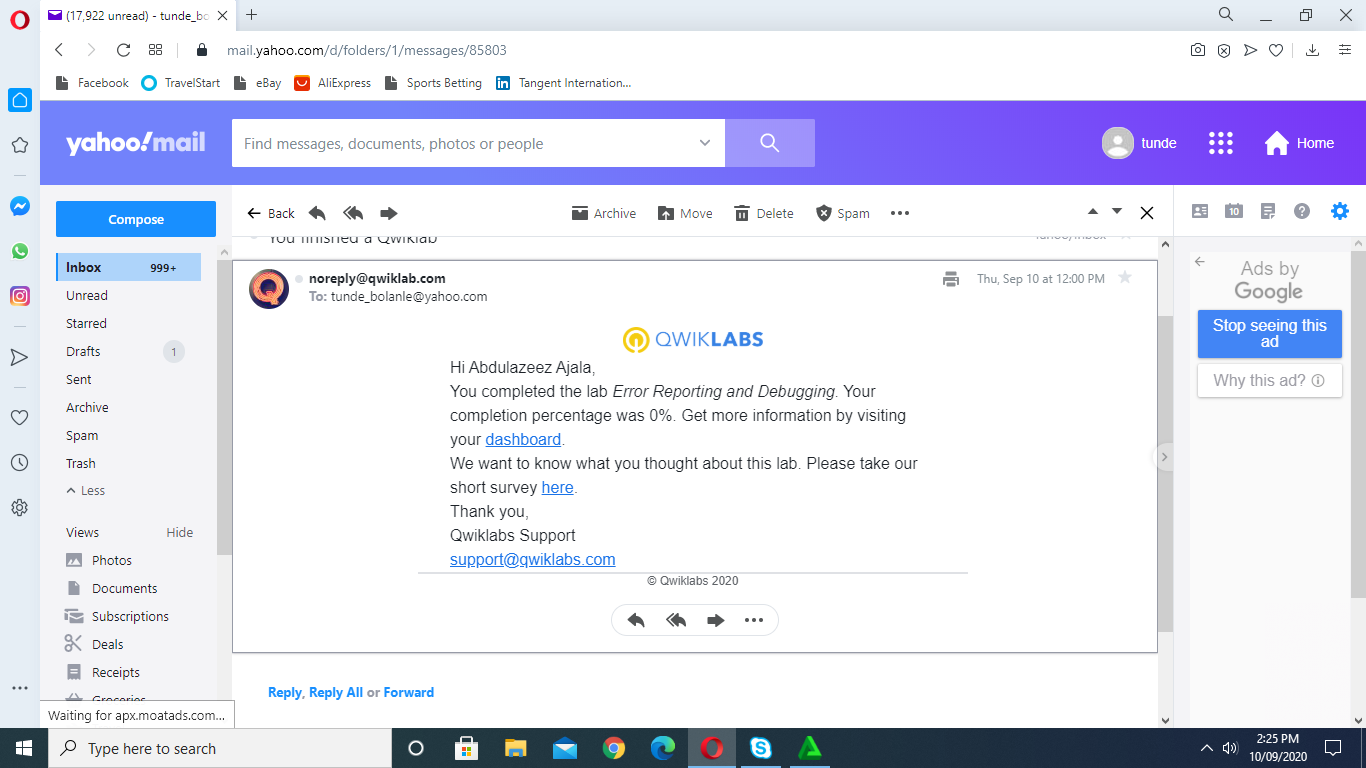 (17,922 unread) - tunde_bo
mail.yahoo.com/d/folders/1/messages/85803
Facebook TravelStart eBay AliExpress Sports Betting Tangent Internation...
yahoo!mail
Find messages, documents, photos or people
tunde
Home
Compose
Back
Archive Move Delete Spam
10
You finished a Qwiklab
Yahoo/Inbox
Inbox 999+
Unread
Starred
Drafts 1
Sent
Archive
Spam
Trash
Less
Views Hide
Photos
Documents
Subscriptions
Deals
Receipts
Groceries
noreply@qwiklab.com
Thu, Sep 10 at 12:00 PM
To: tunde_bolanle@yahoo.com
QWIKLABS
Hi Abdulazeez Ajala,
You completed the lab Error Reporting and Debugging. Your
completion percentage was 0%. Get more information by visiting
your dashboard.
We want to know what you thought about this lab. Please take our
short survey here.
Thank you,
Qwiklabs Support
support@qwiklabs.com
© Qwiklabs 2020
Reply, Reply All or Forward
Ads by
Google
Stop seeing this
ad
Why this ad?
Waiting for apx.moatads.com...
Type here to search
2:25 PM
10/09/2020